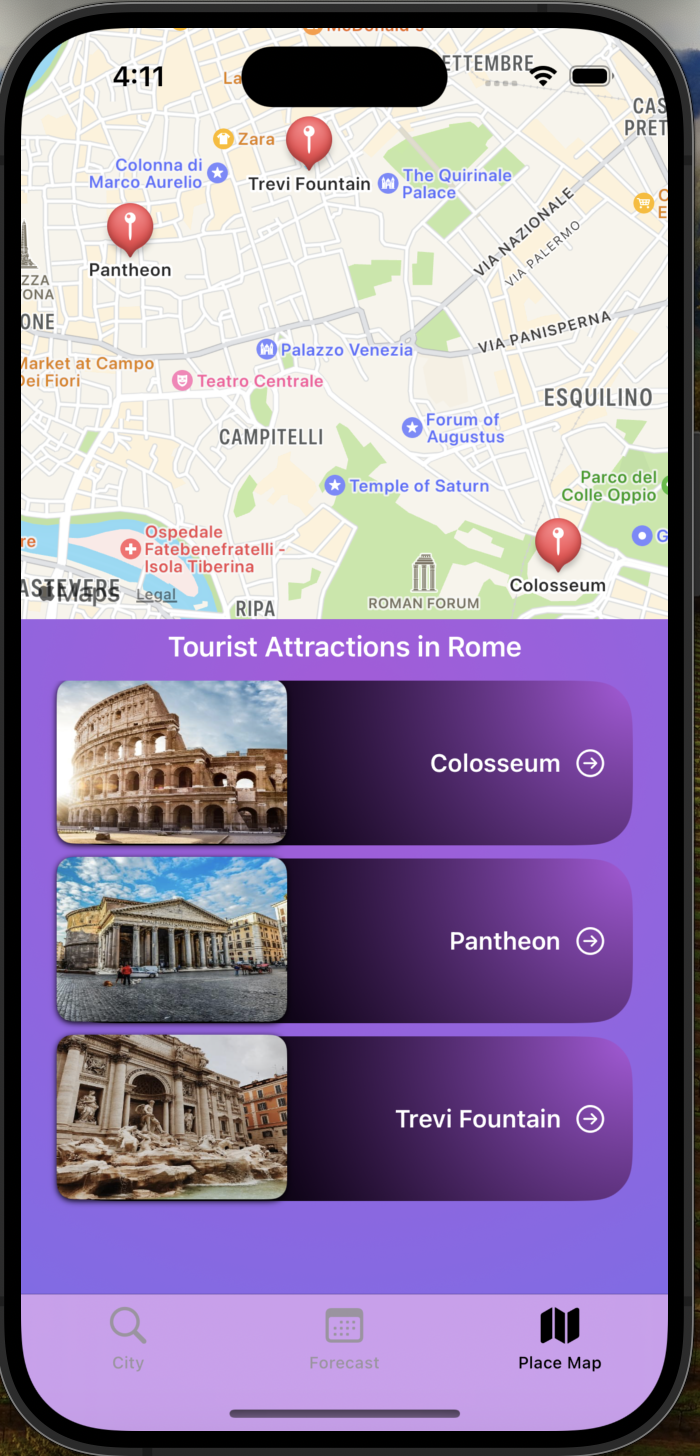 McDonald's
4:11
La
ETTEMBRE
CAS
PRET
Zara
Colonna di
Marco Aurelio
Trevi Fountain
The Quirinale
Palace
C
E
VIA NAZIONALE
VIA PALERMO
Pantheon
ZZA
ONA
ONE
VIA PANISPERNA
Palazzo Venezia
Market at Campo
Dei Fiori
Teatro Centrale
ESQUILINO
CAMPITELLI
Forum of
Augustus
Temple of Saturn
Parco del
Colle Oppio
re
Ospedale
Fatebenefratelli -
Isola Tiberina
G
Colosseum
ASTEVERE
Maps
Legal
RIPA
ROMAN FORUM
Tourist Attractions in Rome
Colosseum
Pantheon
Trevi Fountain
City
Forecast
Place Map